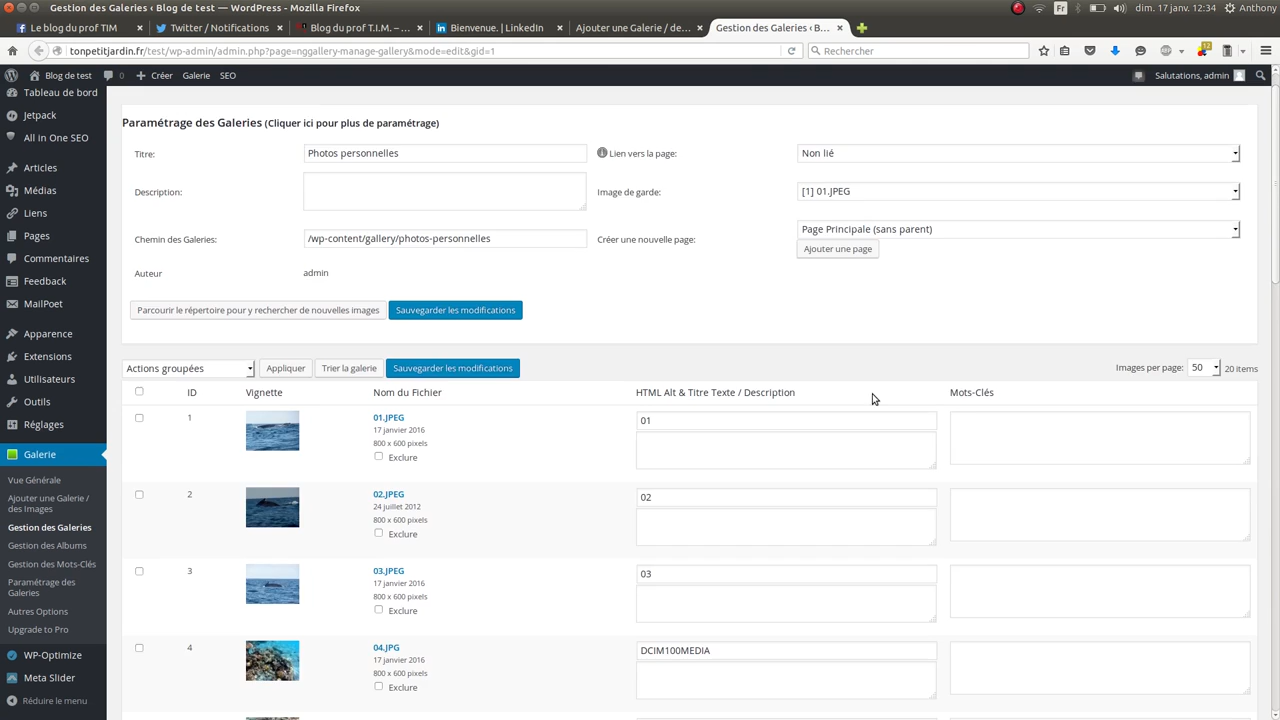 Gestion des Galeries ‹ Blog de test — WordPress - Mozilla Firefox
Fr
dim. 17 janv. 12:34
Anthony
Le blog du prof TIM
Twitter / Notifications
Blog du prof T.I.M. – ...
Bienvenue. | LinkedIn
Ajouter une Galerie / de...
Gestion des Galeries ‹ B...
tonpetitjardin.fr/test/wp-admin/admin.php?page=nggallery-manage-gallery&mode=edit&gid=1
Rechercher
Blog de test
0
Créer
Galerie
SEO
Salutations, admin
Tableau de bord
Jetpack
All in One SEO
Articles
Médias
Liens
Pages
Commentaires
Feedback
MailPoet
Apparence
Extensions
Utilisateurs
Outils
Réglages
Galerie
Vue Générale
Ajouter une Galerie /
des Images
Gestion des Galeries
Gestion des Albums
Gestion des Mots-Clés
Paramétrage des
Galeries
Autres Options
Upgrade to Pro
WP-Optimize
Meta Slider
Réduire le menu
Paramétrage des Galeries (Cliquer ici pour plus de paramétrage)
Titre:
Photos personnelles
Lien vers la page:
Non lié
Description:
Image de garde:
[1] 01.JPEG
Chemin des Galeries:
/wp-content/gallery/photos-personnelles
Créer une nouvelle page:
Page Principale (sans parent)
Ajouter une page
Auteur
admin
Parcourir le répertoire pour y rechercher de nouvelles images
Sauvegarder les modifications
Actions groupées
Appliquer
Trier la galerie
Sauvegarder les modifications
Images per page:
50
20 items
ID
Vignette
Nom du Fichier
HTML Alt & Titre Texte / Description
Mots-Clés
1
01.JPEG
17 janvier 2016
800 x 600 pixels
Exclure
01
2
02.JPEG
24 juillet 2012
800 x 600 pixels
Exclure
02
3
03.JPEG
17 janvier 2016
800 x 600 pixels
Exclure
03
4
04.JPG
17 janvier 2016
800 x 600 pixels
Exclure
DCIM100MEDIA